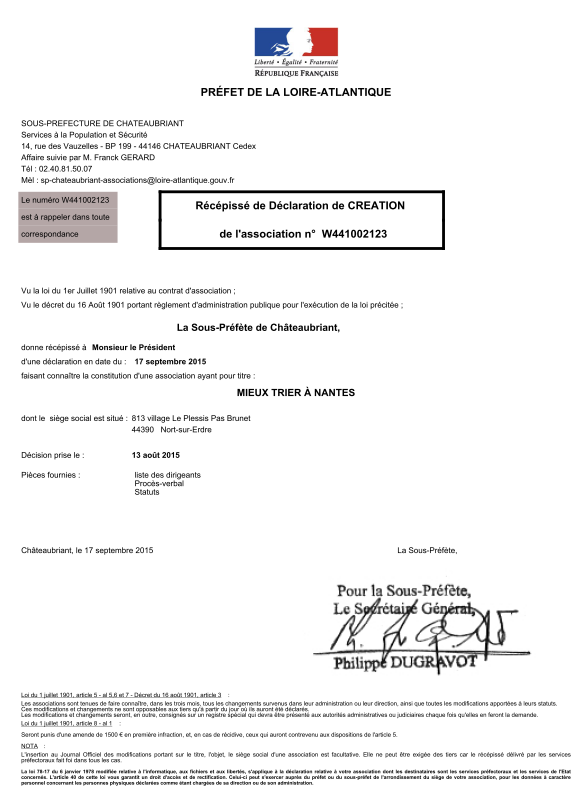 Liberté • Égalité • Fraternité
RÉPUBLIQUE FRANÇAISE
PRÉFET DE LA LOIRE-ATLANTIQUE
SOUS-PREFECTURE DE CHATEAUBRIANT
Services à la Population et Sécurité
14, rue des Vauzelles - BP 199 - 44146 CHATEAUBRIANT Cedex
Affaire suivie par M. Franck GERARD
Tél : 02.40.81.50.07
Mél : sp-chateaubriant-associations@loire-atlantique.gouv.fr
Le numéro W441002123
est à rappeler dans toute
correspondance
Récépissé de Déclaration de CREATION
de l'association n° W441002123
Vu la loi du 1er Juillet 1901 relative au contrat d'association ;
Vu le décret du 16 Août 1901 portant règlement d'administration publique pour l'exécution de la loi précitée ;
La Sous-Préfète de Châteaubriant,
donne récépissé à Monsieur le Président
d'une déclaration en date du : 17 septembre 2015
faisant connaître la constitution d'une association ayant pour titre :
MIEUX TRIER À NANTES
dont le siège social est situé : 813 village Le Plessis Pas Brunet
44390 Nort-sur-Erdre
Décision prise le : 13 août 2015
Pièces fournies : liste des dirigeants
Procès-verbal
Statuts
Châteaubriant, le 17 septembre 2015
La Sous-Préfète,
Pour la Sous-Préfète,
Le Secrétaire Général,
Philippe DUGRAVOT
Loi du 1 juillet 1901, article 5 - al 5,6 et 7 - Décret du 16 août 1901, article 3 :
Les associations sont tenues de faire connaître, dans les trois mois, tous les changements survenus dans leur administration ou leur direction, ainsi que toutes les modifications apportées à leurs statuts.
Ces modifications et changements ne sont opposables aux tiers qu'à partir du jour où ils auront été déclarés.
Les modifications et changements seront, en outre, consignés sur un registre spécial qui devra être présenté aux autorités administratives ou judiciaires chaque fois qu'elles en feront la demande.
Loi du 1 juillet 1901, article 8 - al 1 :
Seront punis d'une amende de 1500 € en première infraction, et, en cas de récidive, ceux qui auront contrevenu aux dispositions de l'article 5.
NOTA :
L'insertion au Journal Officiel des modifications portant sur le titre, l'objet, le siège social d'une association est facultative. Elle ne peut être exigée des tiers car le récépissé délivré par les services
préfectoraux fait foi dans tous les cas.
La loi 78-17 du 6 janvier 1978 modifiée relative à l'informatique, aux fichiers et aux libertés, s'applique à la déclaration relative à votre association dont les destinataires sont les services préfectoraux et les services de l'Etat
concernés. L'article 40 de cette loi vous garantit un droit d'accès et de rectification. Celui-ci peut s'exercer auprès du préfet ou du sous-préfet de l'arrondissement du siège de votre association, pour les données à caractère
personnel concernant les personnes physiques déclarées comme étant chargées de sa direction ou de son administration.